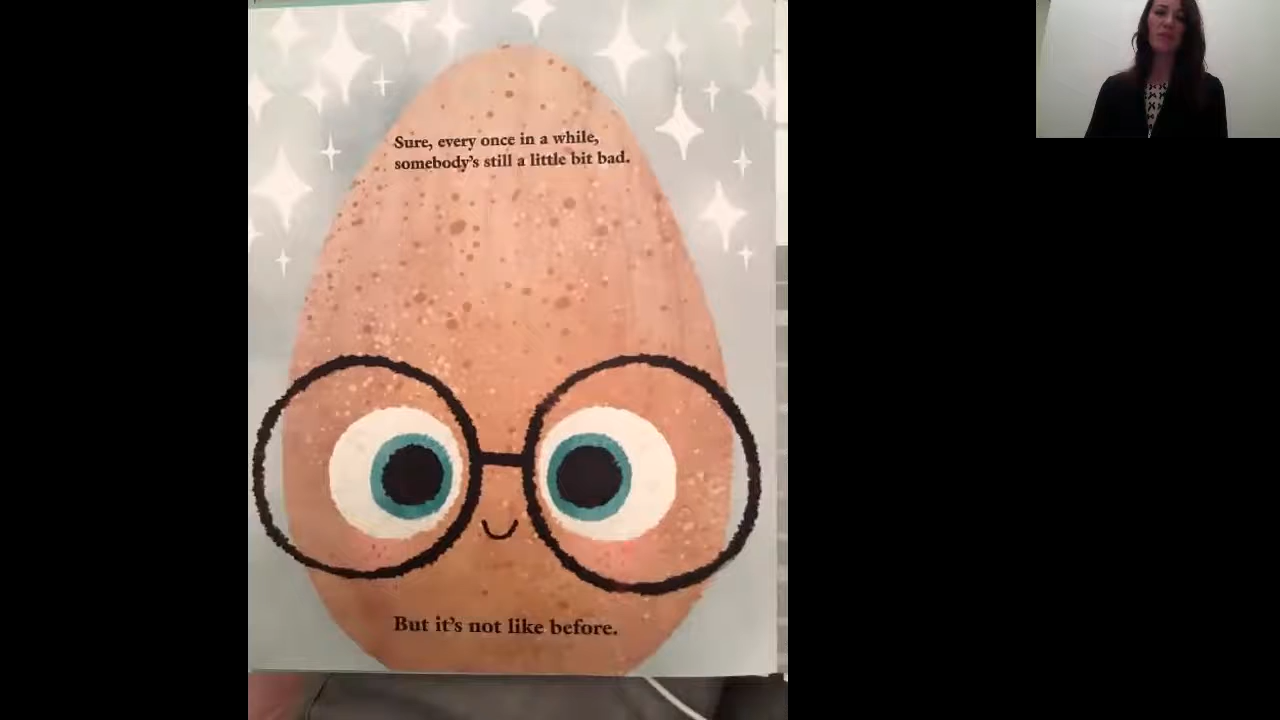 Sure, every once in a while,
somebody's still a little bit bad.
But it's not like before.